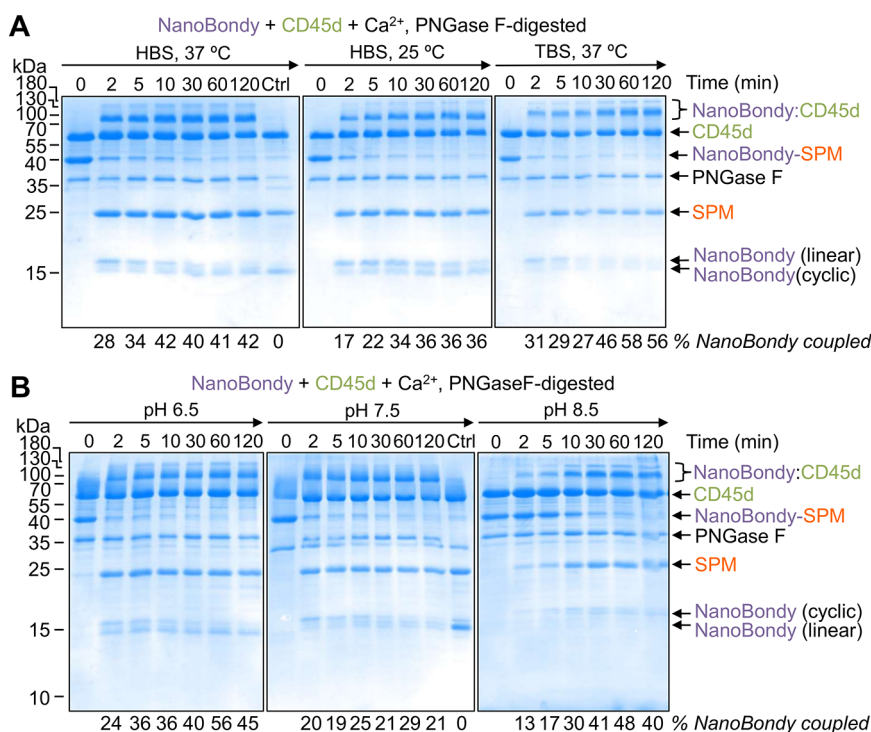 A
NanoBondy + CD45d + Ca²⁺, PNGase F-digested
HBS, 37 ºC
HBS, 25 ºC
TBS, 37 ºC
kDa
0 2 5 10 30 60 120 Ctrl
0 2 5 10 30 60 120
0 2 5 10 30 60 120
Time (min)
180
130
100
70
55
40
35
25
15
NanoBondy:CD45d
CD45d
NanoBondy-SPM
PNGase F
SPM
NanoBondy (linear)
NanoBondy(cyclic)
28 34 42 40 41 42 0
17 22 34 36 36 36
31 29 27 46 58 56
% NanoBondy coupled
B
NanoBondy + CD45d + Ca²⁺, PNGaseF-digested
pH 6.5
pH 7.5
pH 8.5
kDa
0 2 5 10 30 60 120
0 2 5 10 30 60 120 Ctrl
0 2 5 10 30 60 120
Time (min)
180
130
100
70
55
40
35
25
15
10
NanoBondy:CD45d
CD45d
NanoBondy-SPM
PNGase F
SPM
NanoBondy (cyclic)
NanoBondy (linear)
24 36 36 40 56 45
20 19 25 21 29 21 0
13 17 30 41 48 40
% NanoBondy coupled